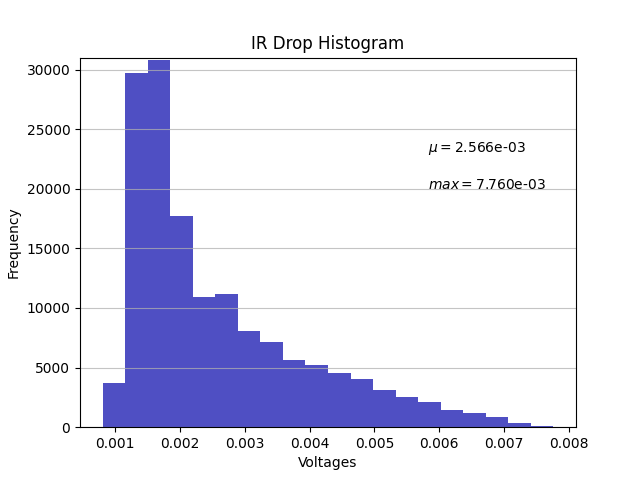 IR Drop Histogram
30000
25000
20000
15000
10000
5000
0
Frequency
μ = 2.566e-03
max = 7.760e-03
0.001 0.002 0.003 0.004 0.005 0.006 0.007 0.008
Voltages